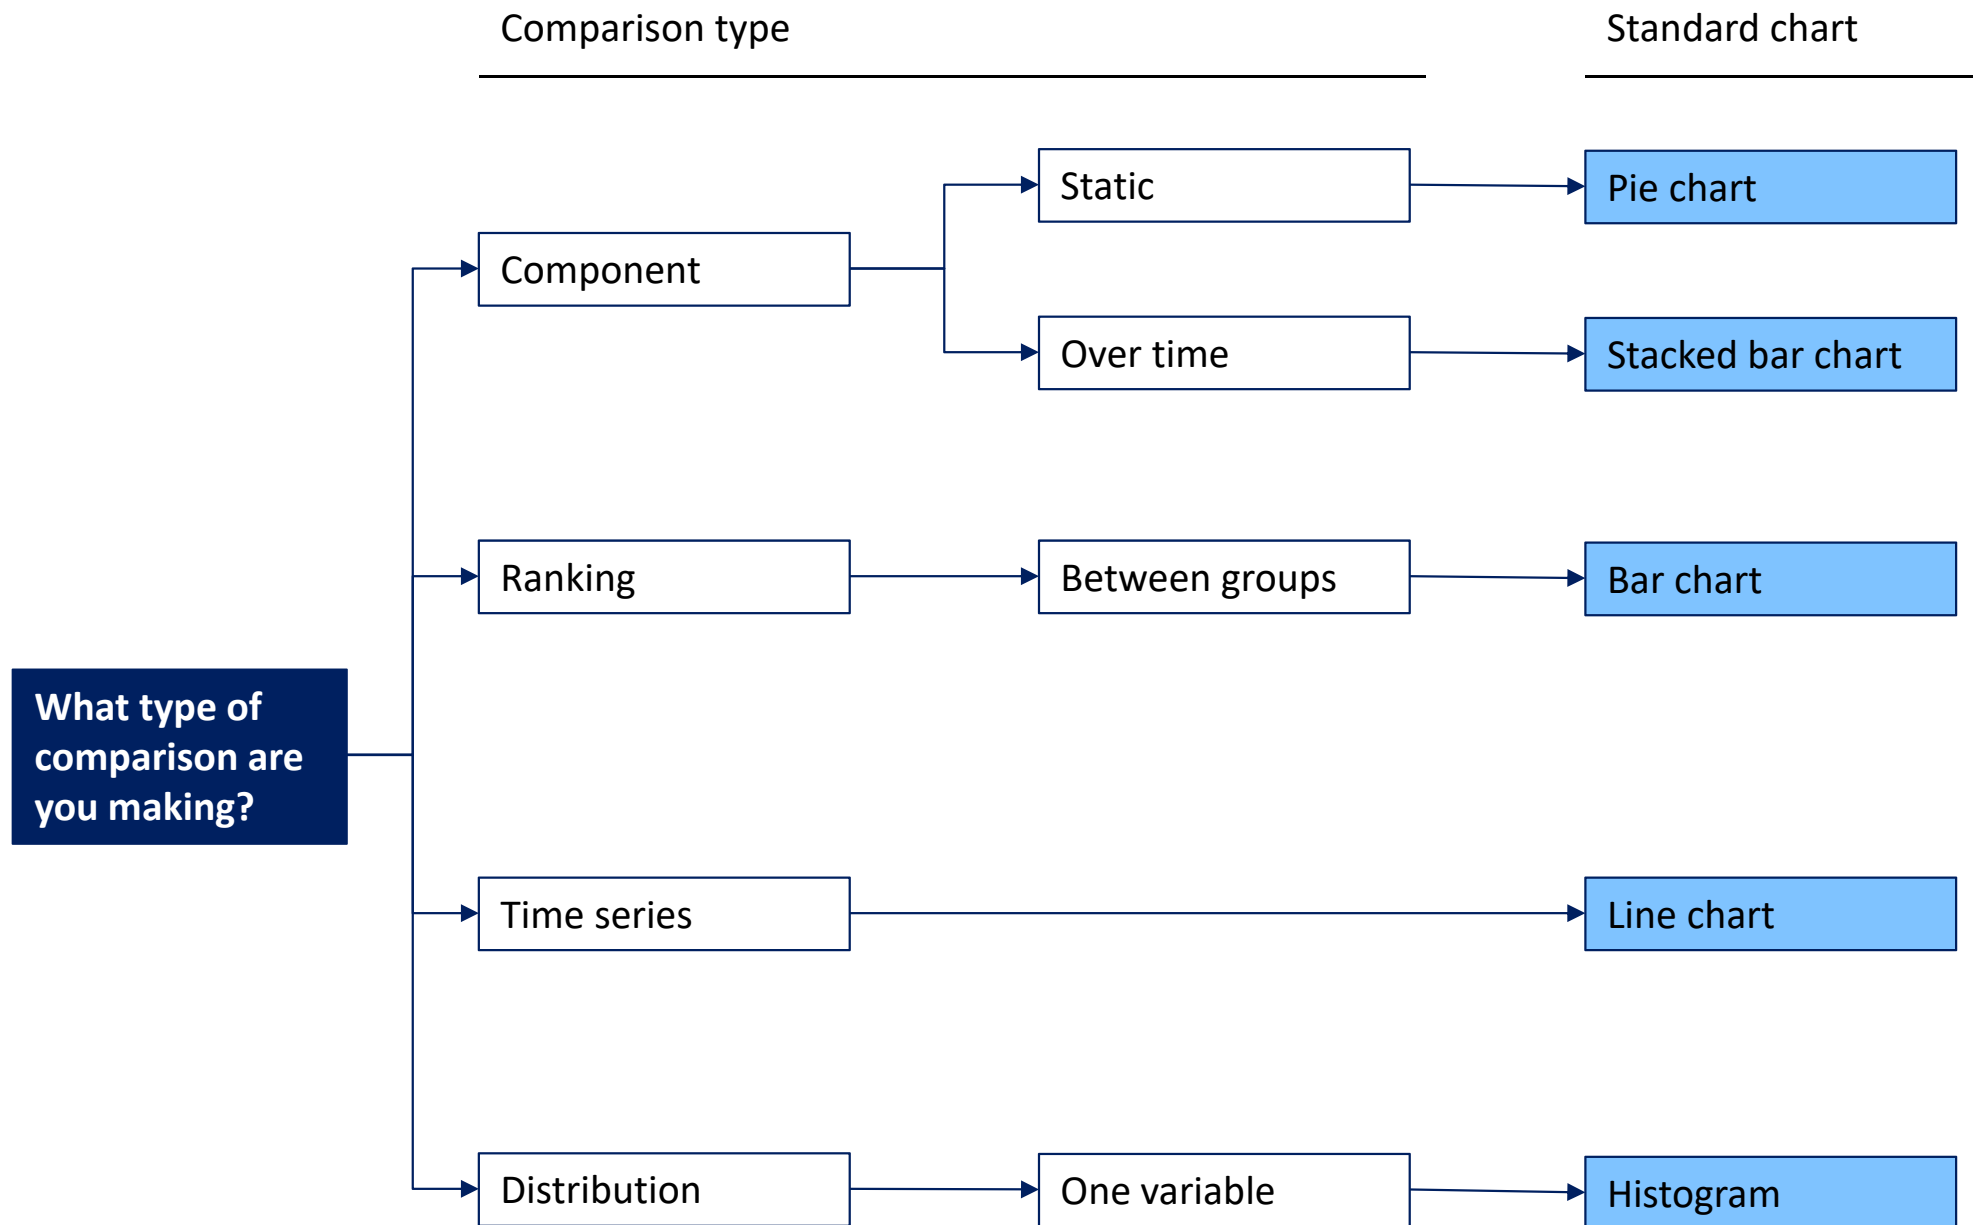 Comparison type
Standard chart
Static
Pie chart
Component
Over time
Stacked bar chart
Ranking
Between groups
Bar chart
What type of
comparison are
you making?
Time series
Line chart
Distribution
One variable
Histogram